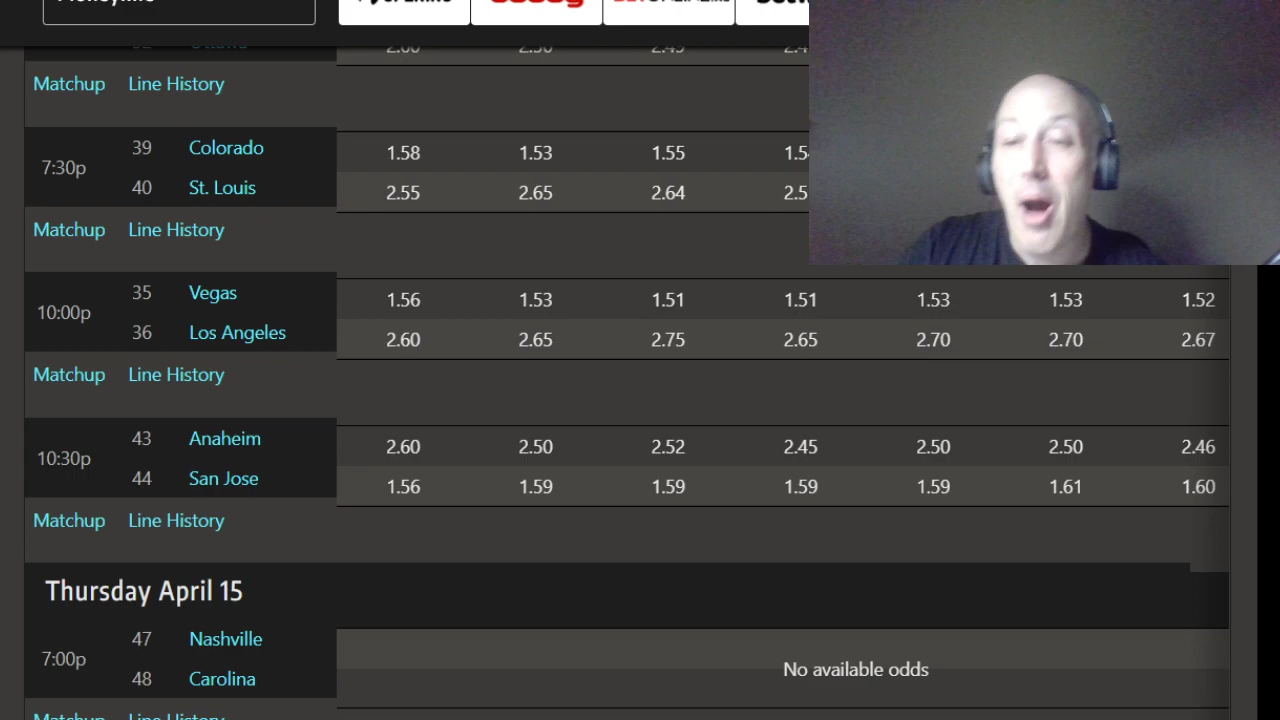 Matchup Line History
7:30p 39 Colorado 1.58 1.53 1.55
40 St. Louis 2.55 2.65 2.64
Matchup Line History
10:00p 35 Vegas 1.56 1.53 1.51 1.51 1.53 1.53 1.52
36 Los Angeles 2.60 2.65 2.75 2.65 2.70 2.70 2.67
Matchup Line History
10:30p 43 Anaheim 2.60 2.50 2.52 2.45 2.50 2.50 2.46
44 San Jose 1.56 1.59 1.59 1.59 1.59 1.61 1.60
Matchup Line History
Thursday April 15
7:00p 47 Nashville
No available odds
48 Carolina
Matchup Line History